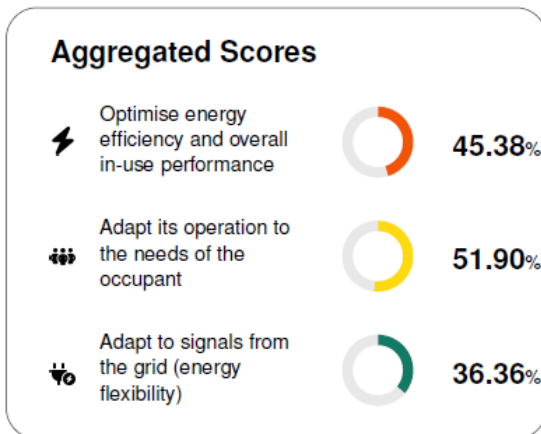 Aggregated Scores
Optimise energy
efficiency and overall
in-use performance
45.38%
Adapt its operation to
the needs of the
occupant
51.90%
Adapt to signals from
the grid (energy
flexibility)
36.36%